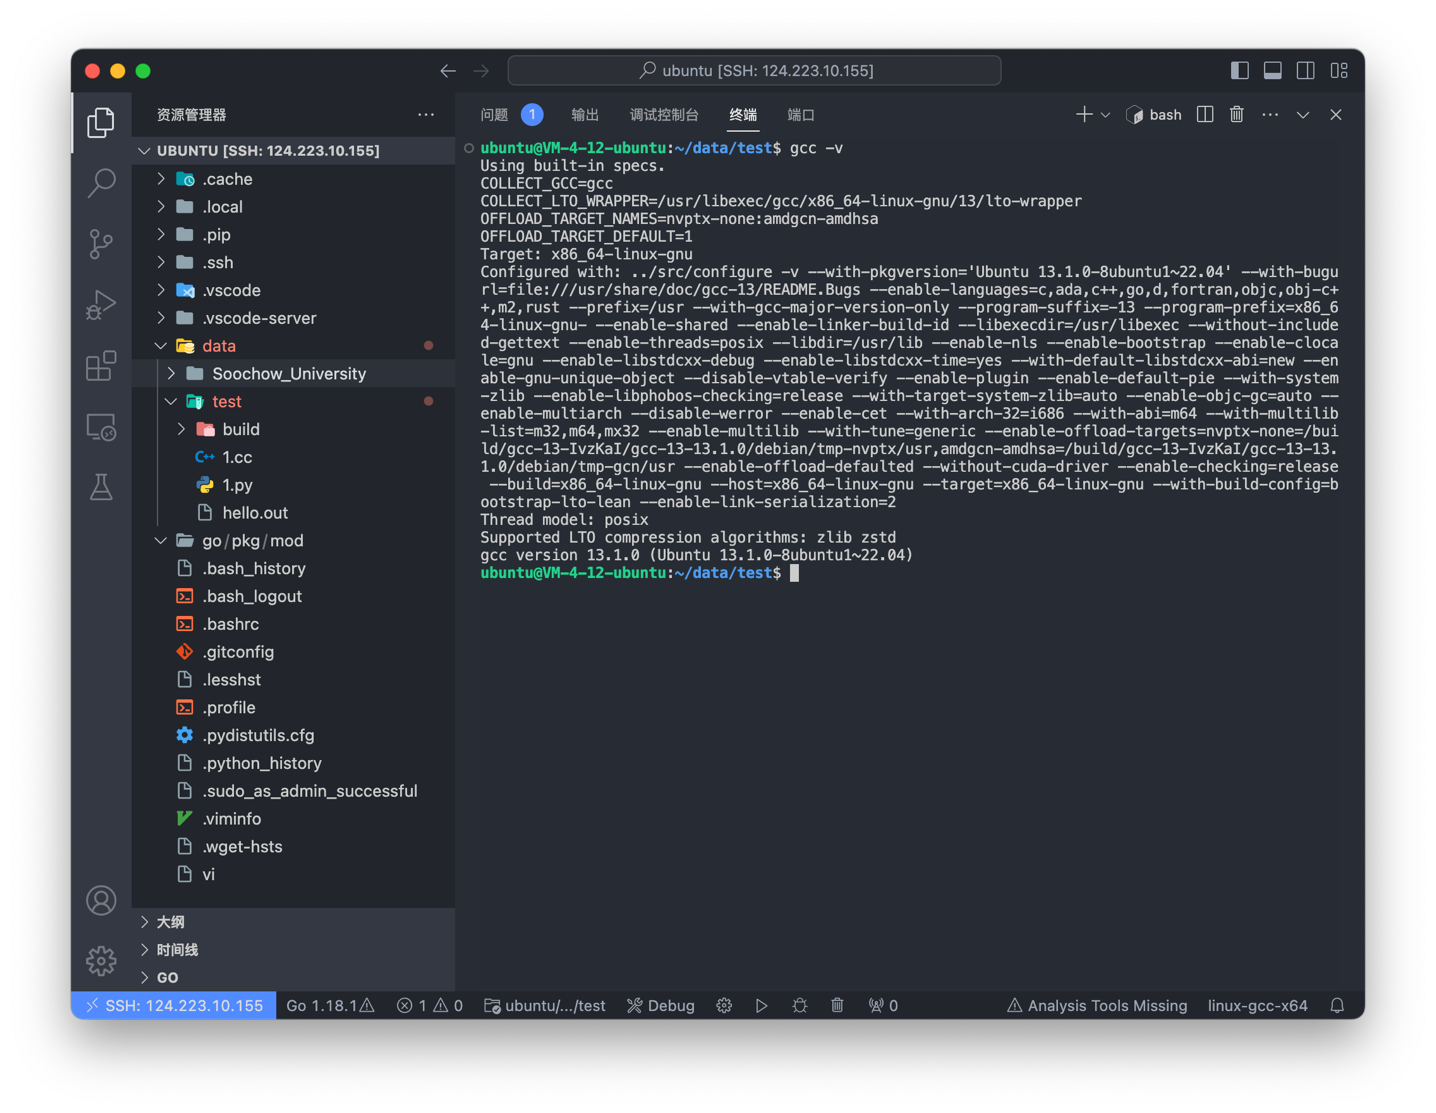 ubuntu [SSH: 124.223.10.155]
资源管理器
UBUNTU [SSH: 124.223.10.155]
.cache
.local
.pip
.ssh
.vscode
.vscode-server
data
Soochow_University
test
build
1.cc
1.py
hello.out
go/pkg/mod
.bash_history
.bash_logout
.bashrc
.gitconfig
.lesshst
.profile
.pydistutils.cfg
.python_history
.sudo_as_admin_successful
.viminfo
.wget-hsts
vi
大纲
时间线
GO
问题 1 输出 调试控制台 终端 端口
bash
ubuntu@VM-4-12-ubuntu:~/data/test$ gcc -v
Using built-in specs.
COLLECT_GCC=gcc
COLLECT_LTO_WRAPPER=/usr/libexec/gcc/x86_64-linux-gnu/13/lto-wrapper
OFFLOAD_TARGET_NAMES=nvptx-none:amdgcn-amdhsa
OFFLOAD_TARGET_DEFAULT=1
Target: x86_64-linux-gnu
Configured with: ../src/configure -v --with-pkgversion='Ubuntu 13.1.0-8ubuntu1~22.04' --with-bugu
rl=file:///usr/share/doc/gcc-13/README.Bugs --enable-languages=c,ada,c++,go,d,fortran,objc,obj-c+
+,m2,rust --prefix=/usr --with-gcc-major-version-only --program-suffix=-13 --program-prefix=x86_6
4-linux-gnu- --enable-shared --enable-linker-build-id --libexecdir=/usr/libexec --without-include
d-gettext --enable-threads=posix --libdir=/usr/lib --enable-nls --enable-bootstrap --enable-cloca
le=gnu --enable-libstdcxx-debug --enable-libstdcxx-time=yes --with-default-libstdcxx-abi=new --en
able-gnu-unique-object --disable-vtable-verify --enable-plugin --enable-default-pie --with-system
-zlib --enable-libphobos-checking=release --with-target-system-zlib=auto --enable-objc-gc=auto --
enable-multiarch --disable-werror --enable-cet --with-arch-32=i686 --with-abi=m64 --with-multilib
-list=m32,m64,mx32 --enable-multilib --with-tune=generic --enable-offload-targets=nvptx-none=/bui
ld/gcc-13-IvzKaI/gcc-13-13.1.0/debian/tmp-nvptx/usr,amdgcn-amdhsa=/build/gcc-13-IvzKaI/gcc-13-13.
1.0/debian/tmp-gcn/usr --enable-offload-defaulted --without-cuda-driver --enable-checking=release
 --build=x86_64-linux-gnu --host=x86_64-linux-gnu --target=x86_64-linux-gnu --with-build-config=b
ootstrap-lto-lean --enable-link-serialization=2
Thread model: posix
Supported LTO compression algorithms: zlib zstd
gcc version 13.1.0 (Ubuntu 13.1.0-8ubuntu1~22.04)
ubuntu@VM-4-12-ubuntu:~/data/test$
SSH: 124.223.10.155 Go 1.18.1 1 0 ubuntu/.../test Debug 0 Analysis Tools Missing linux-gcc-x64